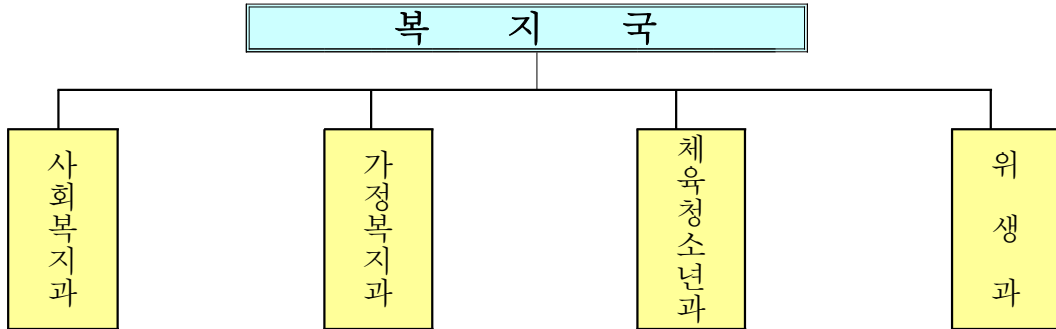 복 지 국
사회복지과
가정복지과
체육청소년과
위생과